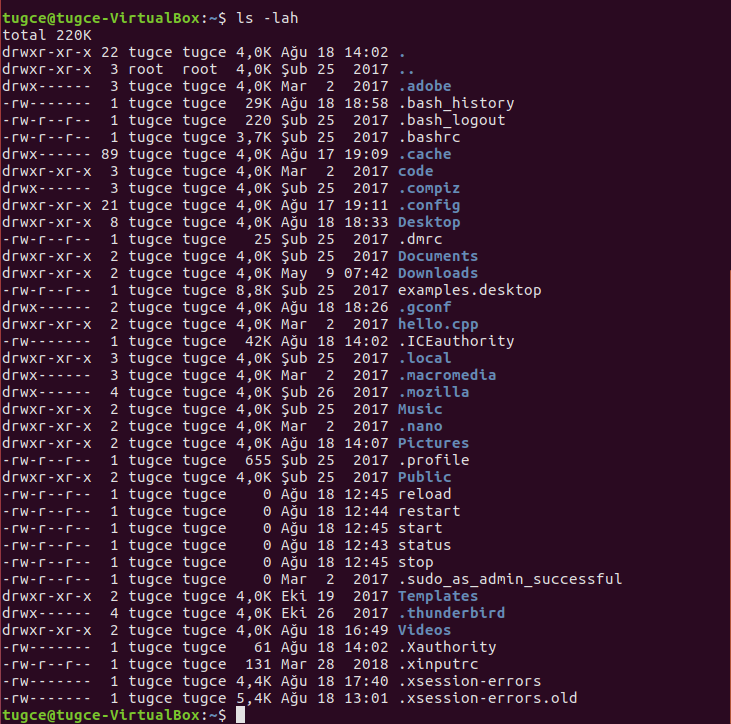 tugce@tugce-VirtualBox:~$ ls -lah
total 220K
drwxr-xr-x 22 tugce tugce 4,0K Ağu 18 14:02 .
drwxr-xr-x  3 root  root  4,0K Şub 25  2017 ..
drwx------  3 tugce tugce 4,0K Mar  2  2017 .adobe
-rw-------  1 tugce tugce  29K Ağu 18 18:58 .bash_history
-rw-r--r--  1 tugce tugce  220 Şub 25  2017 .bash_logout
-rw-r--r--  1 tugce tugce 3,7K Şub 25  2017 .bashrc
drwx------ 89 tugce tugce 4,0K Ağu 17 19:09 .cache
drwxr-xr-x  3 tugce tugce 4,0K Mar  2  2017 code
drwx------  3 tugce tugce 4,0K Şub 25  2017 .compiz
drwxr-xr-x 21 tugce tugce 4,0K Ağu 17 19:11 .config
drwxr-xr-x  8 tugce tugce 4,0K Ağu 18 18:33 Desktop
-rw-r--r--  1 tugce tugce   25 Şub 25  2017 .dmrc
drwxr-xr-x  2 tugce tugce 4,0K Şub 25  2017 Documents
drwxr-xr-x  2 tugce tugce 4,0K May  9 07:42 Downloads
-rw-r--r--  1 tugce tugce 8,8K Şub 25  2017 examples.desktop
drwx------  2 tugce tugce 4,0K Ağu 18 18:26 .gconf
drwxr-xr-x  2 tugce tugce 4,0K Mar  2  2017 hello.cpp
-rw-------  1 tugce tugce  42K Ağu 18 14:02 .ICEauthority
drwxr-xr-x  3 tugce tugce 4,0K Şub 25  2017 .local
drwx------  3 tugce tugce 4,0K Mar  2  2017 .macromedia
drwx------  4 tugce tugce 4,0K Şub 26  2017 .mozilla
drwxr-xr-x  2 tugce tugce 4,0K Şub 25  2017 Music
drwxr-xr-x  2 tugce tugce 4,0K Mar  2  2017 .nano
drwxr-xr-x  2 tugce tugce 4,0K Ağu 18 14:07 Pictures
-rw-r--r--  1 tugce tugce  655 Şub 25  2017 .profile
drwxr-xr-x  2 tugce tugce 4,0K Şub 25  2017 Public
-rw-r--r--  1 tugce tugce    0 Ağu 18 12:45 reload
-rw-r--r--  1 tugce tugce    0 Ağu 18 12:44 restart
-rw-r--r--  1 tugce tugce    0 Ağu 18 12:45 start
-rw-r--r--  1 tugce tugce    0 Ağu 18 12:43 status
-rw-r--r--  1 tugce tugce    0 Ağu 18 12:45 stop
-rw-r--r--  1 tugce tugce    0 Mar  2  2017 .sudo_as_admin_successful
drwxr-xr-x  2 tugce tugce 4,0K Eki 19  2017 Templates
drwx------  4 tugce tugce 4,0K Eki 26  2017 .thunderbird
drwxr-xr-x  2 tugce tugce 4,0K Ağu 18 16:49 Videos
-rw-------  1 tugce tugce   61 Ağu 18 14:02 .Xauthority
-rw-r--r--  1 tugce tugce  131 Mar 28  2018 .xinputrc
-rw-------  1 tugce tugce 4,4K Ağu 18 17:40 .xsession-errors
-rw-------  1 tugce tugce 5,4K Ağu 18 13:01 .xsession-errors.old
tugce@tugce-VirtualBox:~$